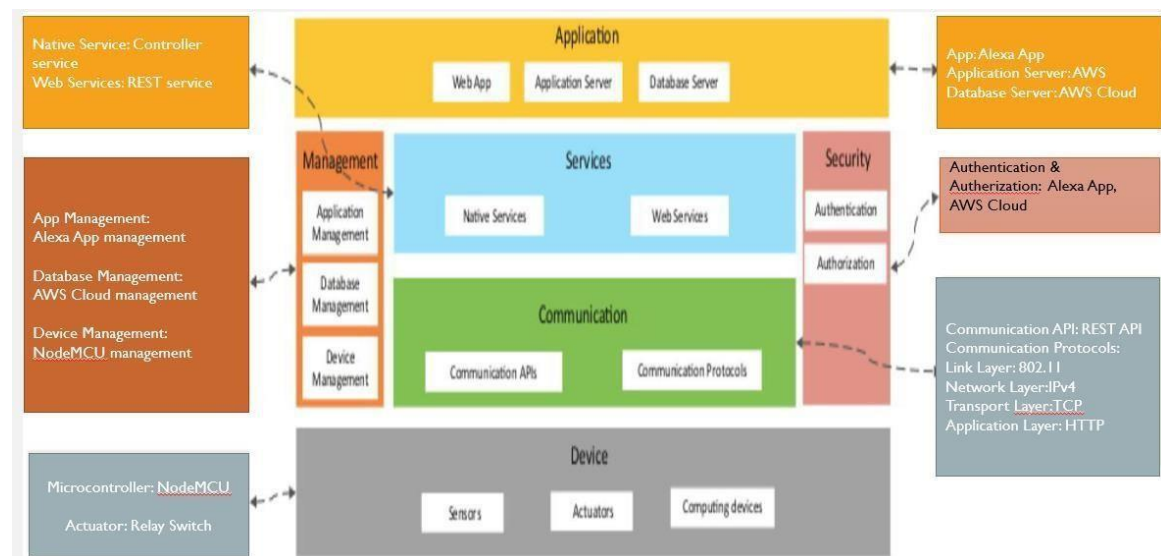 Native Service: Controller
service
Web Services: REST service
Application
Web App
Application Server
Database Server
App: Alexa App
Application Server: AWS
Database Server: AWS Cloud
App Management:
Alexa App management
Database Management:
AWS Cloud management
Device Management:
NodeMCU management
Management
Application
Management
Database
Management
Device
Management
Services
Native Services
Web Services
Security
Authentication
Authorization
Authentication &
Autherization: Alexa App,
AWS Cloud
Communication
Communication APIs
Communication Protocols
Communication API: REST API
Communication Protocols:
Link Layer: 802.11
Network Layer:IPv4
Transport Layer:TCP
Application Layer: HTTP
Microcontroller: NodeMCU
Actuator: Relay Switch
Device
Sensors
Actuators
Computing devices